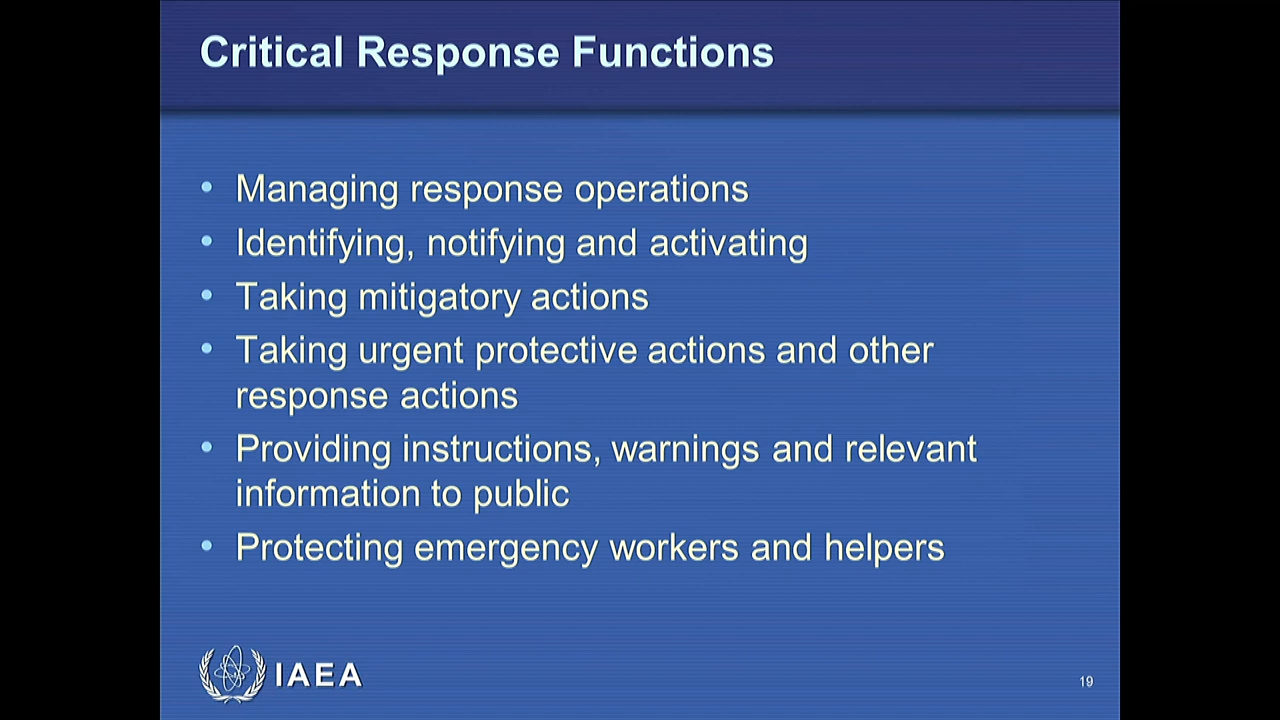 Critical Response Functions
• Managing response operations
• Identifying, notifying and activating
• Taking mitigatory actions
• Taking urgent protective actions and other
response actions
• Providing instructions, warnings and relevant
information to public
• Protecting emergency workers and helpers
IAEA
19